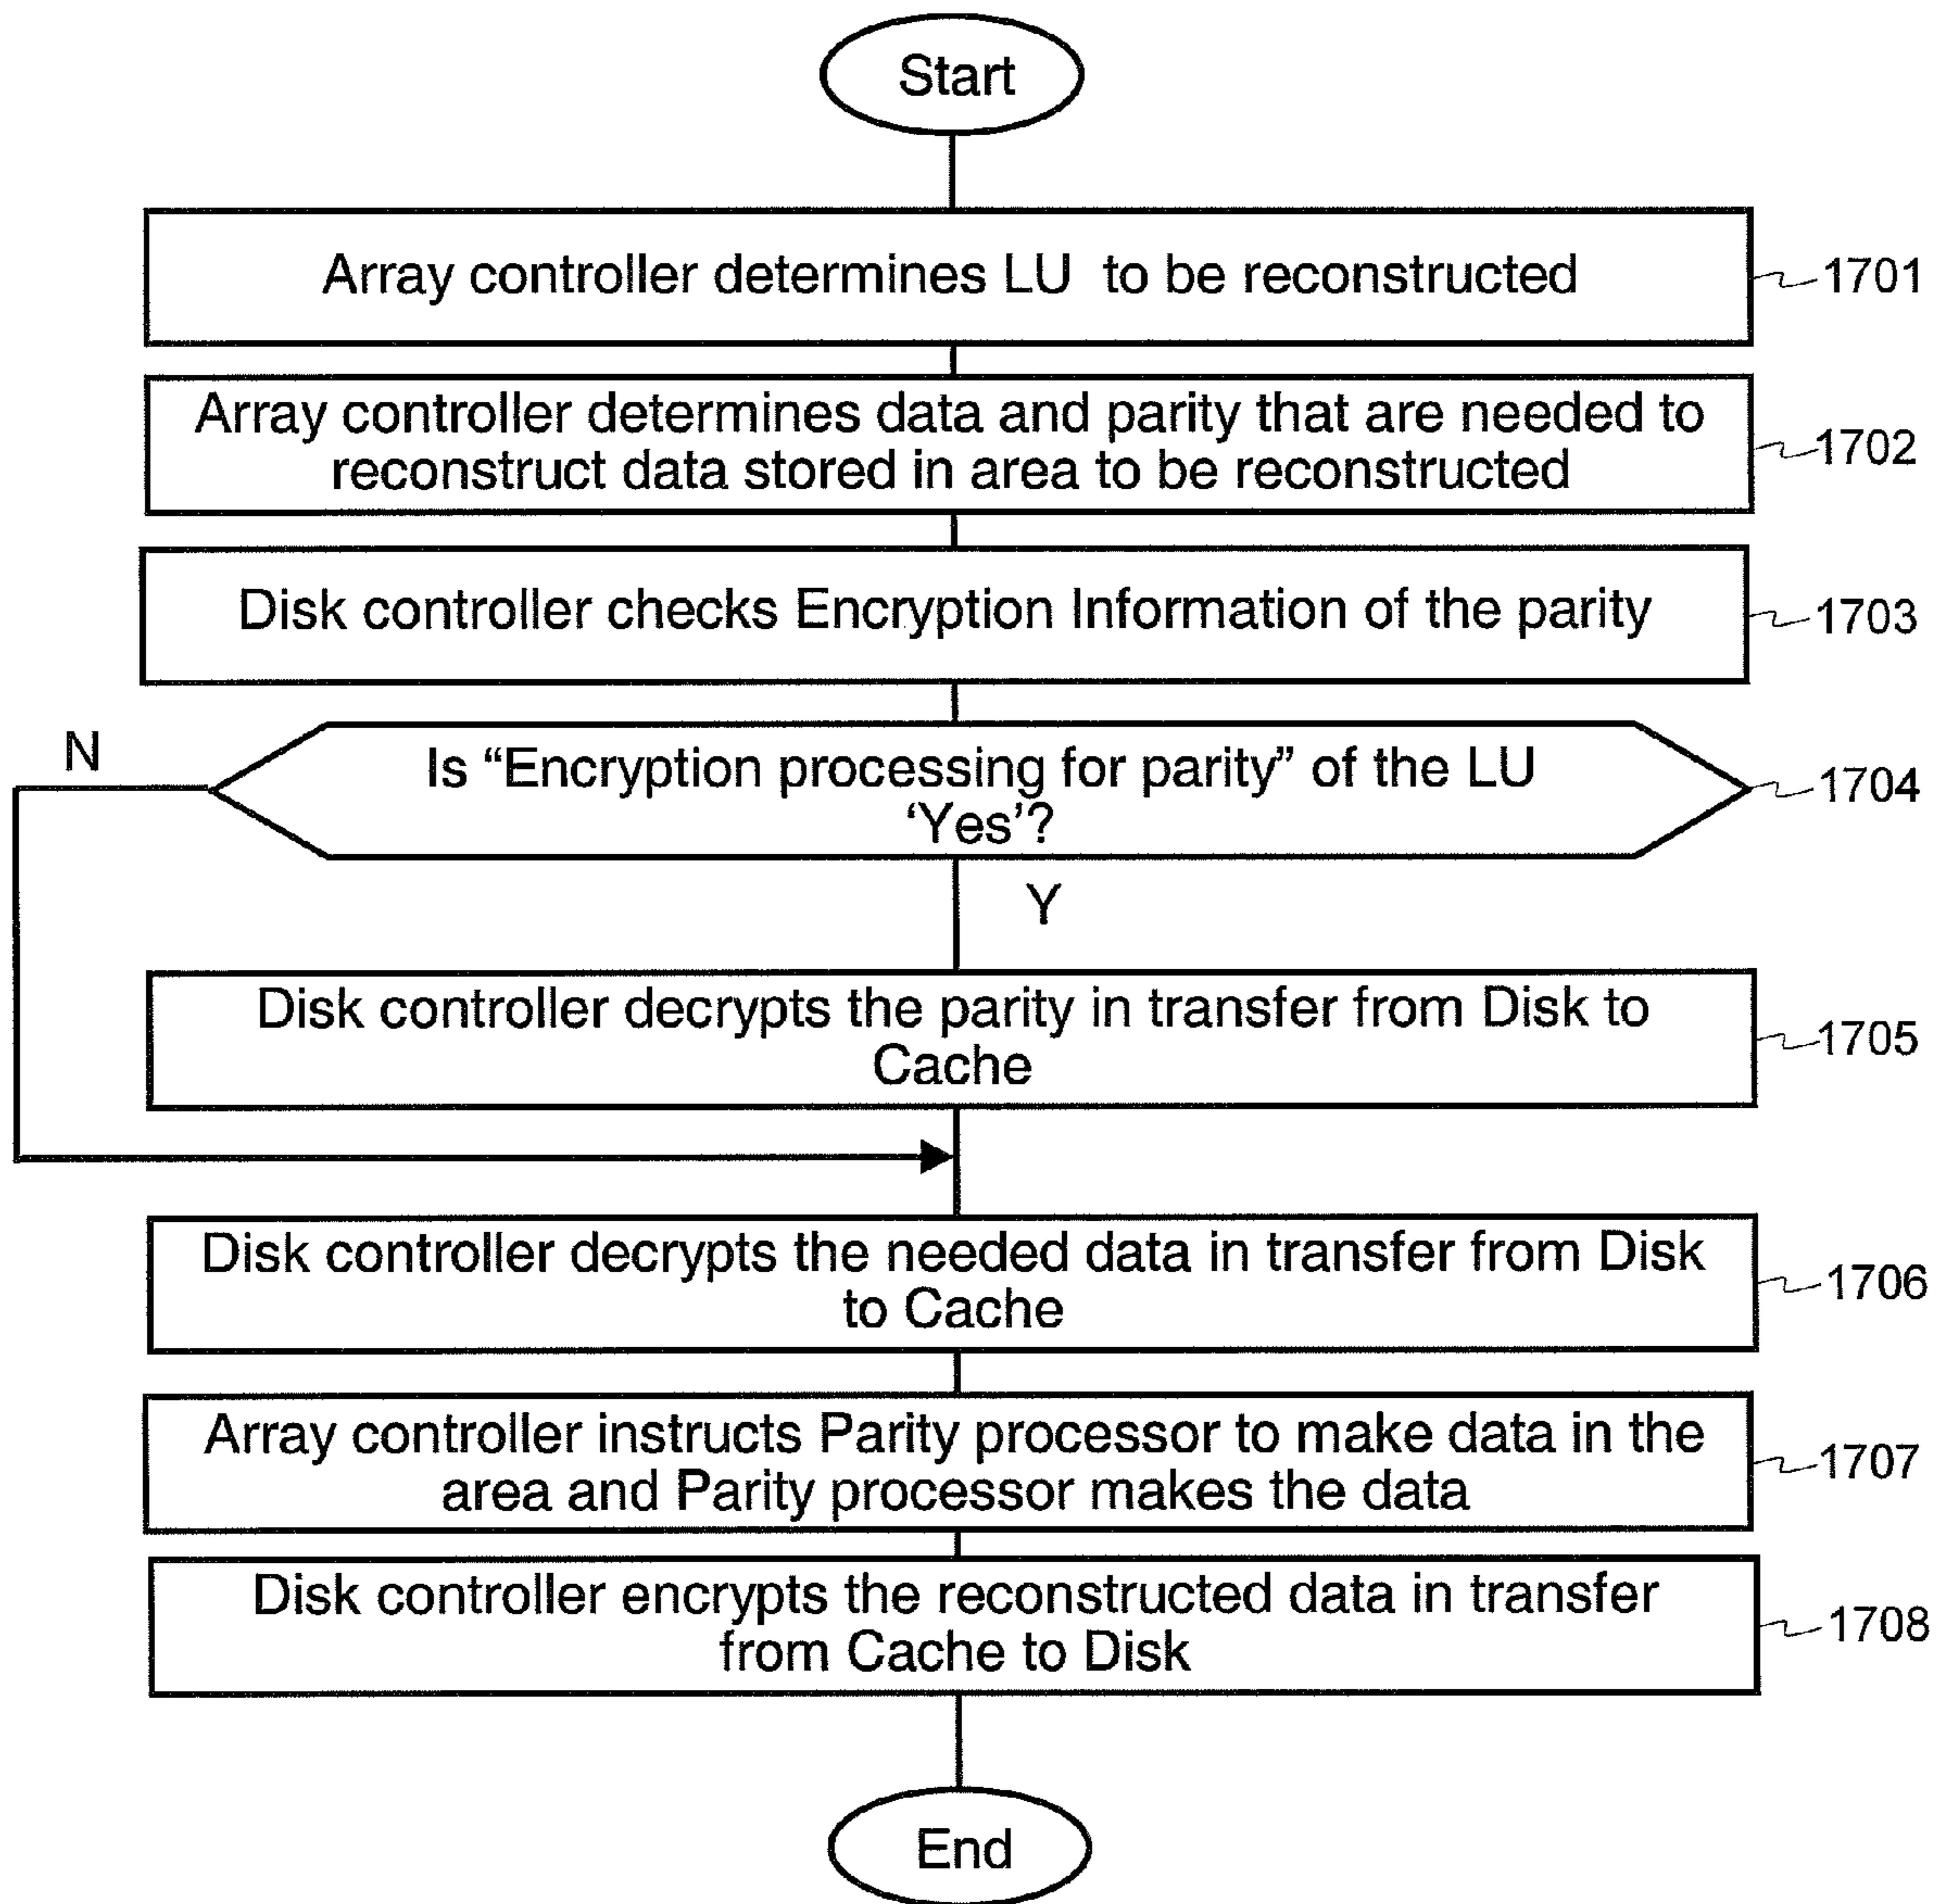 Start
Array controller determines LU to be reconstructed
1701
Array controller determines data and parity that are needed to
reconstruct data stored in area to be reconstructed
1702
Disk controller checks Encryption Information of the parity
1703
N
Is “Encryption processing for parity” of the LU
‘Yes’?
1704
Y
Disk controller decrypts the parity in transfer from Disk to
Cache
1705
Disk controller decrypts the needed data in transfer from Disk
to Cache
1706
Array controller instructs Parity processor to make data in the
area and Parity processor makes the data
1707
Disk controller encrypts the reconstructed data in transfer
from Cache to Disk
1708
End